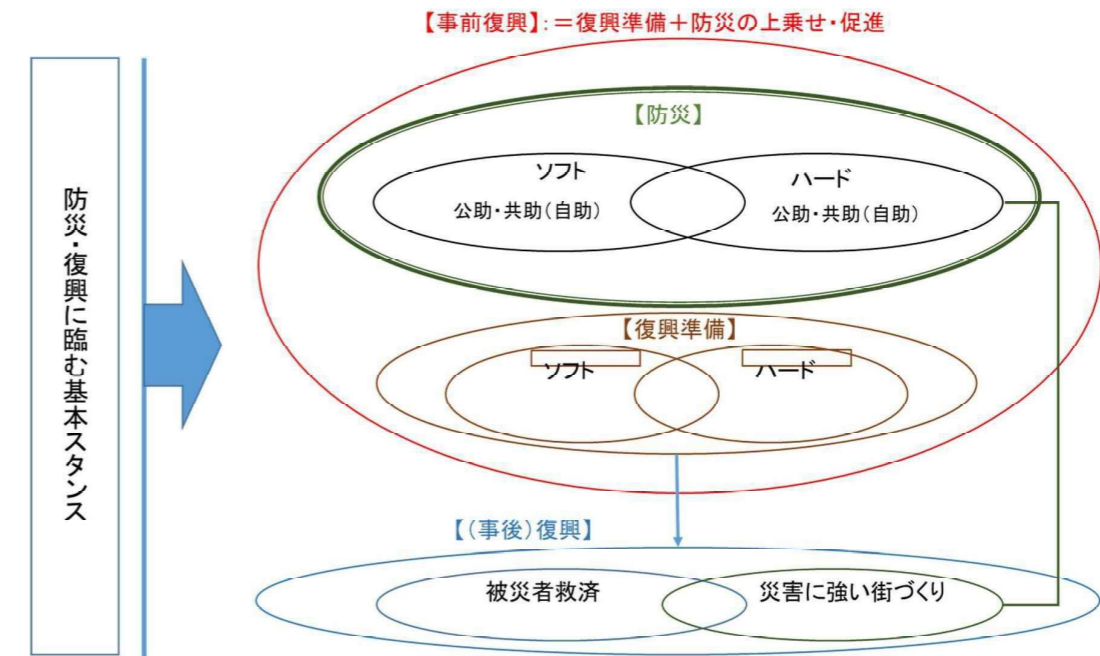 【事前復興】:=復興準備+防災の上乗せ・促進
防災・復興に臨む基本スタンス
【防災】
ソフト
公助・共助(自助)
ハード
公助・共助(自助)
【復興準備】
ソフト
ハード
【(事後)復興】
被災者救済
災害に強い街づくり